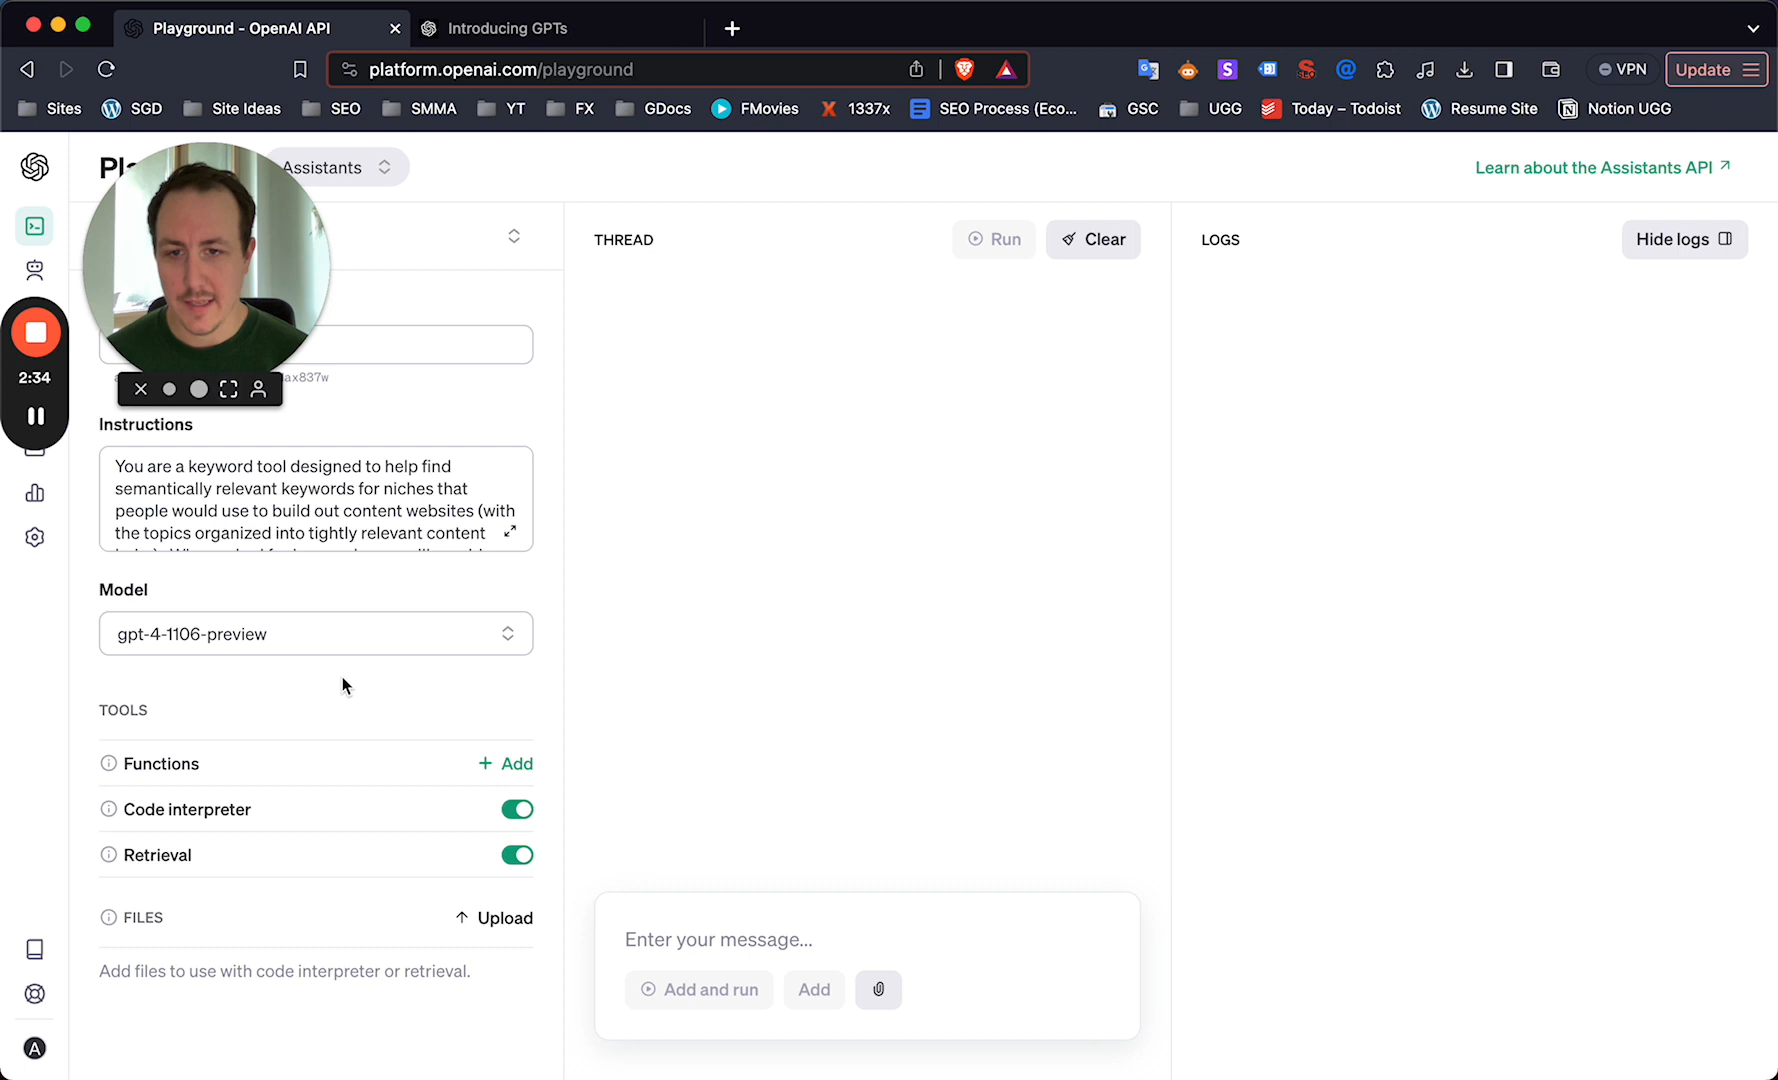 Playground - OpenAI API
Introducing GPTs
platform.openai.com/playground
VPN
Update
Sites
SGD
Site Ideas
SEO
SMMA
YT
FX
GDocs
FMovies
1337x
SEO Process (Eco...
GSC
UGG
Today – Todoist
Resume Site
Notion UGG
Assistants
Learn about the Assistants API
THREAD
Run
Clear
LOGS
Hide logs
2:34
ax837w
Instructions
You are a keyword tool designed to help find
semantically relevant keywords for niches that
people would use to build out content websites (with
the topics organized into tightly relevant content
Model
gpt-4-1106-preview
TOOLS
Functions
Add
Code interpreter
Retrieval
FILES
Upload
Add files to use with code interpreter or retrieval.
Enter your message...
Add and run
Add
A